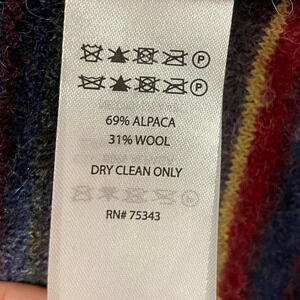 P
P
69% ALPACA
31% WOOL
DRY CLEAN ONLY
RN# 75343